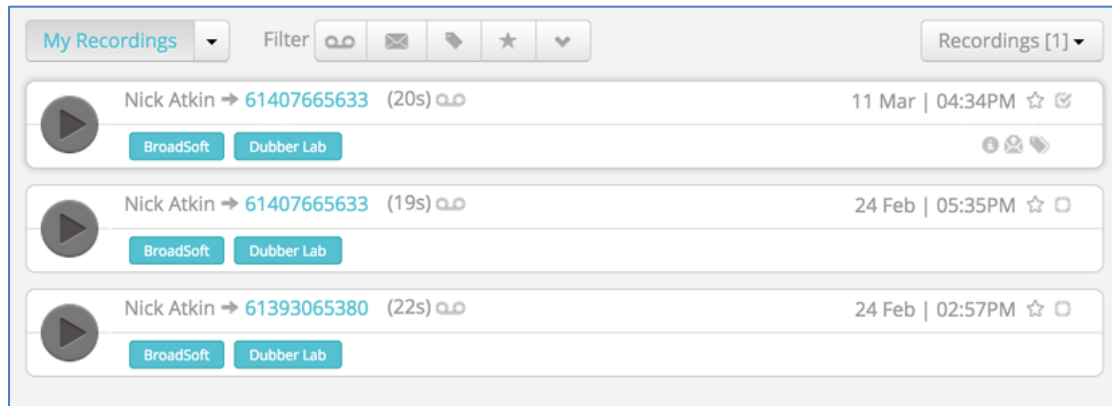 My Recordings Filter Recordings [1]
Nick Atkin → 61407665633 (20s) 11 Mar | 04:34PM
BroadSoft Dubber Lab
Nick Atkin → 61407665633 (19s) 24 Feb | 05:35PM
BroadSoft Dubber Lab
Nick Atkin → 61393065380 (22s) 24 Feb | 02:57PM
BroadSoft Dubber Lab